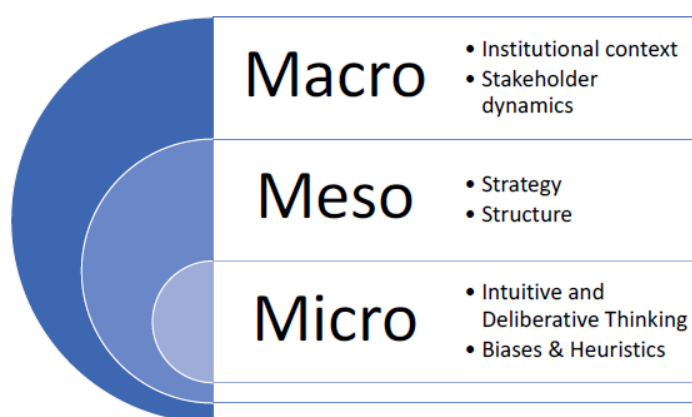 Macro
• Institutional context
• Stakeholder
dynamics
Meso
• Strategy
• Structure
Micro
• Intuitive and
Deliberative Thinking
• Biases & Heuristics